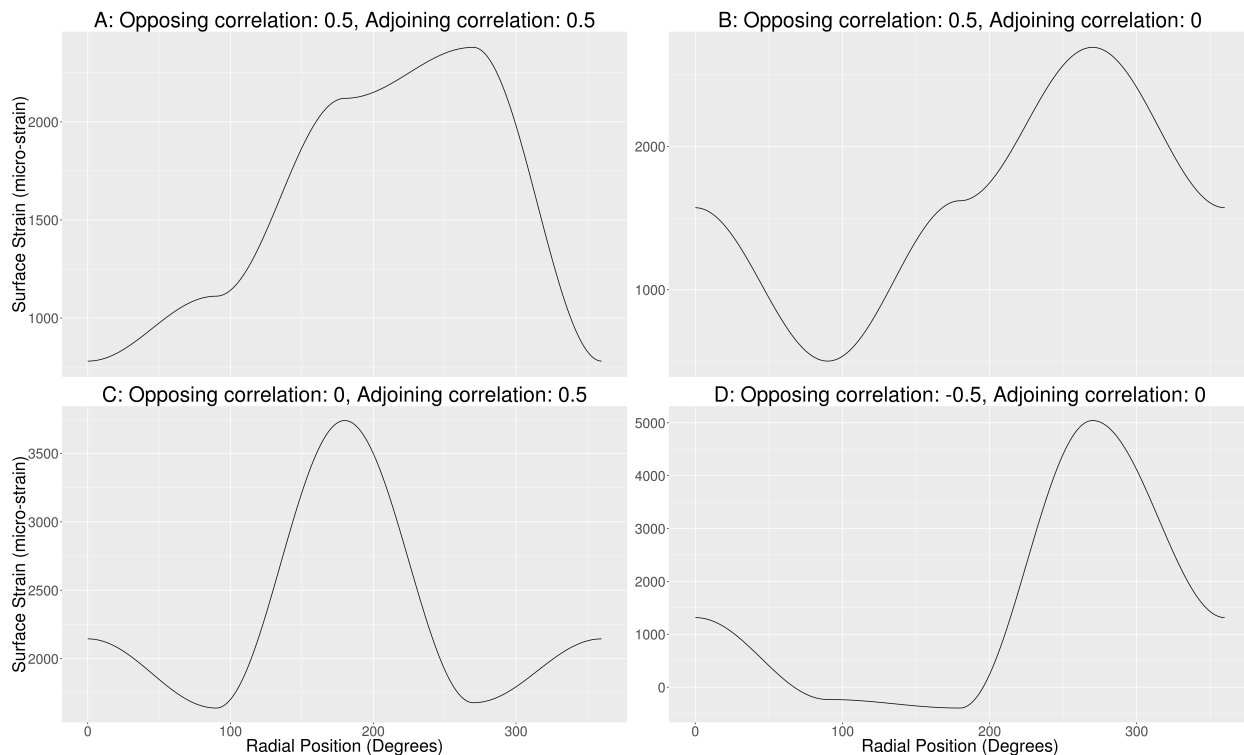 A: Opposing correlation: 0.5, Adjoining correlation: 0.5
B: Opposing correlation: 0.5, Adjoining correlation: 0
Surface Strain (micro-strain)
2000
1500
1000
2000
1000
C: Opposing correlation: 0, Adjoining correlation: 0.5
D: Opposing correlation: -0.5, Adjoining correlation: 0
Surface Strain (micro-strain)
3500
3000
2500
2000
5000
4000
3000
2000
1000
0
0 100 200 300
0 100 200 300
Radial Position (Degrees)
Radial Position (Degrees)